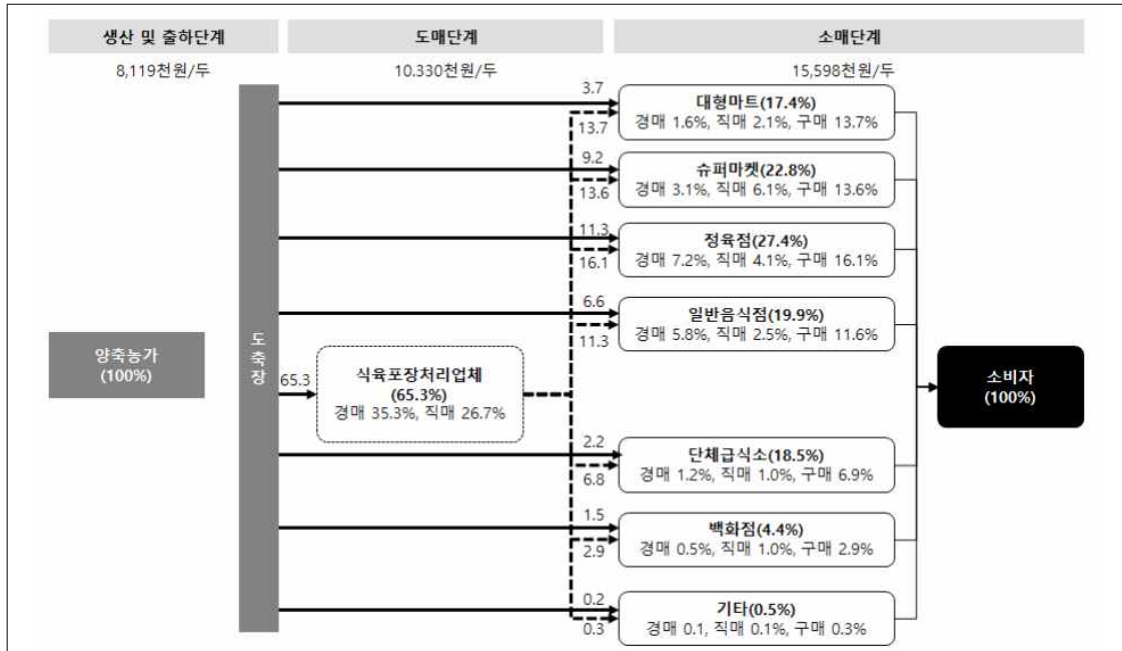 생산 및 출하단계
도매단계
소매단계
8,119천원/두
10.330천원/두
15,598천원/두
3.7
13.7
대형마트(17.4%)
경매 1.6%, 직매 2.1%, 구매 13.7%
9.2
13.6
슈퍼마켓(22.8%)
경매 3.1%, 직매 6.1%, 구매 13.6%
11.3
16.1
정육점(27.4%)
경매 7.2%, 직매 4.1%, 구매 16.1%
6.6
11.3
일반음식점(19.9%)
경매 5.8%, 직매 2.5%, 구매 11.6%
양축농가
(100%)
도축장
65.3
식육포장처리업체
(65.3%)
경매 35.3%, 직매 26.7%
소비자
(100%)
2.2
6.8
단체급식소(18.5%)
경매 1.2%, 직매 1.0%, 구매 6.9%
1.5
2.9
백화점(4.4%)
경매 0.5%, 직매 1.0%, 구매 2.9%
0.2
0.3
기타(0.5%)
경매 0.1, 직매 0.1%, 구매 0.3%